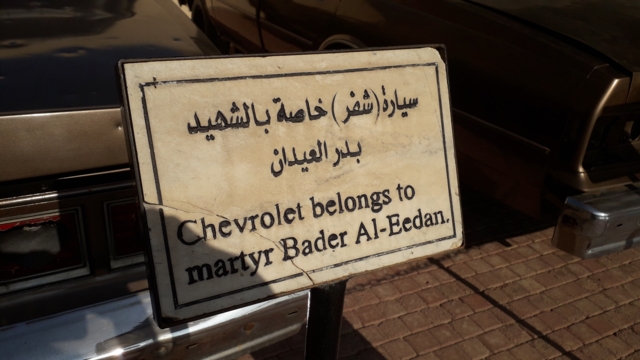 سيارة (شفر) خاصة بالشهيد
بدر العيدان
Chevrolet belongs to
martyr Bader Al-Eedan.